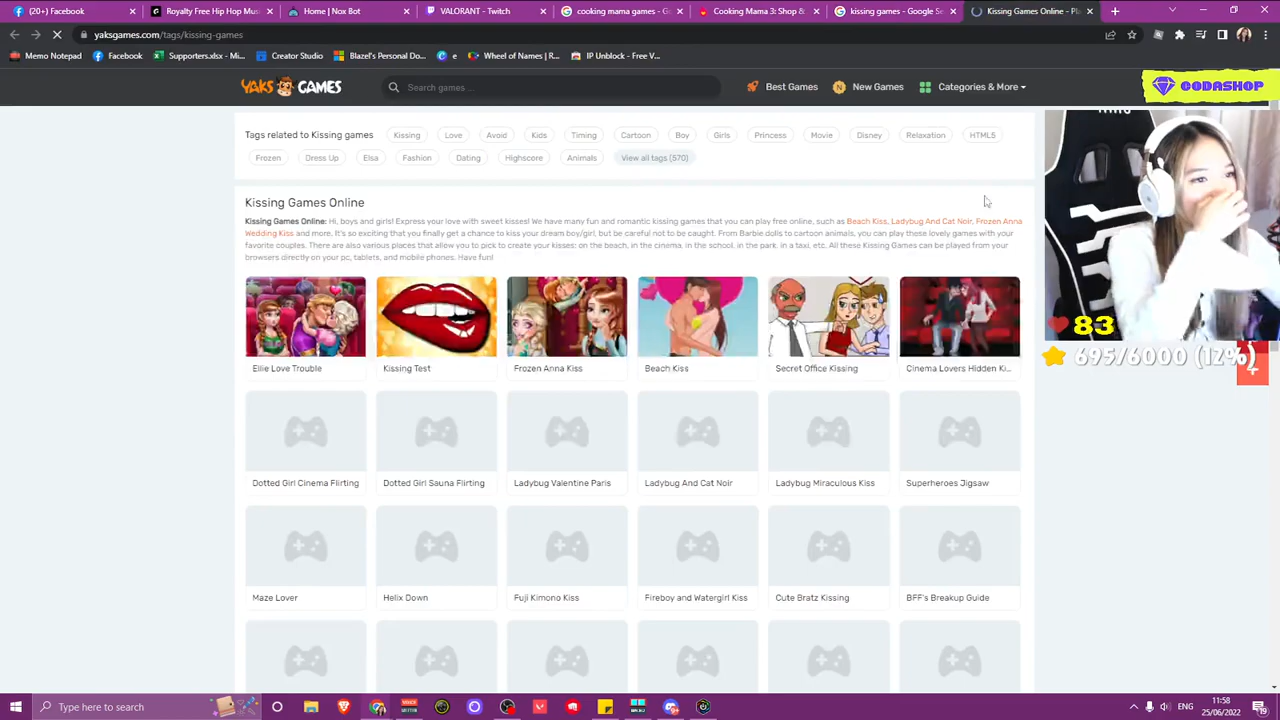 (20+) Facebook
Royalty Free Hip Hop Mus
Home | Nox Bot
VALORANT - Twitch
cooking mama games - G
Cooking Mama 3: Shop &
kissing games - Google Se
Kissing Games Online - Pla
yaksgames.com/tags/kissing-games
Memo Notepad
Facebook
Supporters.xlsx - Mi...
Creator Studio
Blazel's Personal Do...
e
Wheel of Names | R...
IP Unblock - Free V...
YAKS GAMES
Search games ...
Best Games
New Games
Categories & More
CODASHOP
Tags related to Kissing games
Kissing Love Avoid Kids Timing Cartoon Boy Girls Princess Movie Disney Relaxation HTML5
Frozen Dress Up Elsa Fashion Dating Highscore Animals View all tags (570)
Kissing Games Online
Kissing Games Online: Hi, boys and girls! Express your love with sweet kisses! We have many fun and romantic kissing games that you can play free online, such as Beach Kiss, Ladybug And Cat Noir, Frozen Anna
Wedding Kiss and more. It's so exciting that you finally get a chance to kiss your dream boy/girl, but be careful not to be caught. From Barbie dolls to cartoon animals, you can play these lovely games with your
favorite couples. There are also various places that allow you to pick to create your kisses: on the beach, in the cinema, in the school, in the park, in a taxi, etc. All these Kissing Games can be played from your
browsers directly on your pc, tablets, and mobile phones. Have fun!
83
695/6000 (12%)
Ellie Love Trouble
Kissing Test
Frozen Anna Kiss
Beach Kiss
Secret Office Kissing
Cinema Lovers Hidden Ki...
Dotted Girl Cinema Flirting
Dotted Girl Sauna Flirting
Ladybug Valentine Paris
Ladybug And Cat Noir
Ladybug Miraculous Kiss
Superheroes Jigsaw
Maze Lover
Helix Down
Fuji Kimono Kiss
Fireboy and Watergirl Kiss
Cute Bratz Kissing
BFF's Breakup Guide
Type here to search
ENG
11:58
25/06/2022